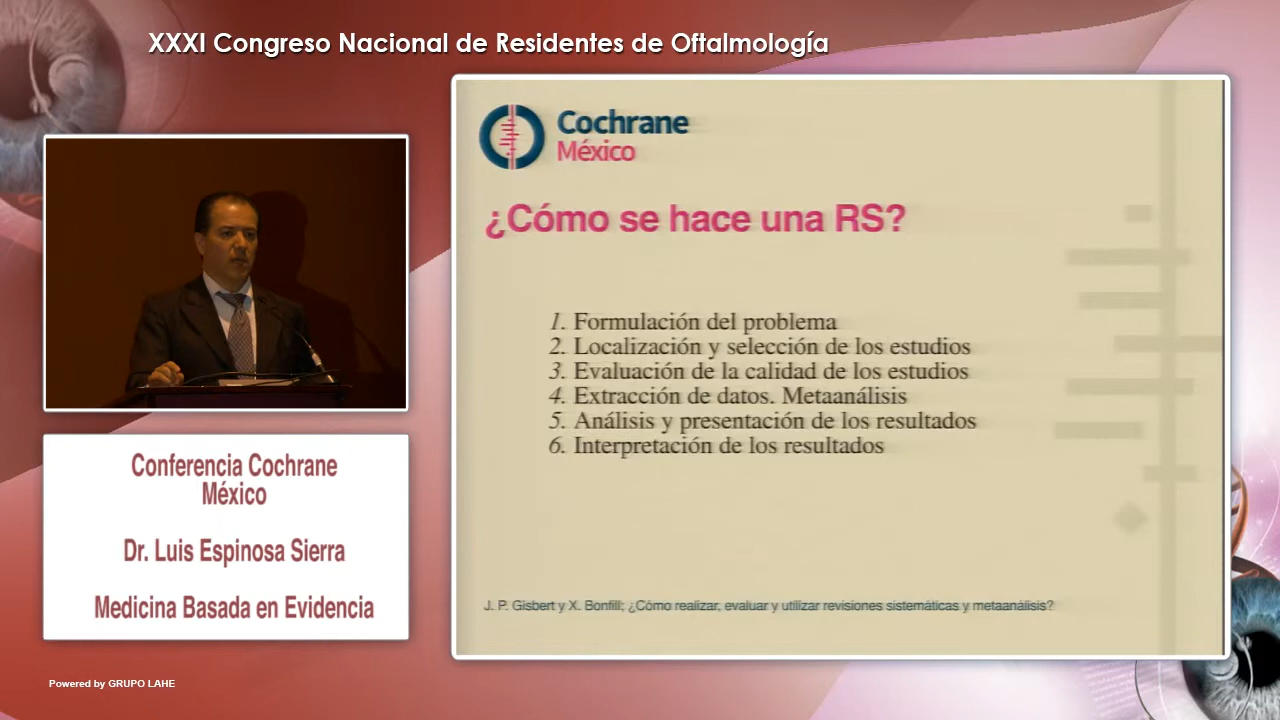 XXXI Congreso Nacional de Residentes de Oftalmología
Cochrane
México
¿Cómo se hace una RS?
1. Formulación del problema
2. Localización y selección de los estudios
3. Evaluación de la calidad de los estudios
4. Extracción de datos. Metaanálisis
5. Análisis y presentación de los resultados
6. Interpretación de los resultados
J. P. Gisbert y X. Bonfill; ¿Cómo realizar, evaluar y utilizar revisiones sistemáticas y metaanálisis?
Conferencia Cochrane
México
Dr. Luis Espinosa Sierra
Medicina Basada en Evidencia
Powered by GRUPO LAHE